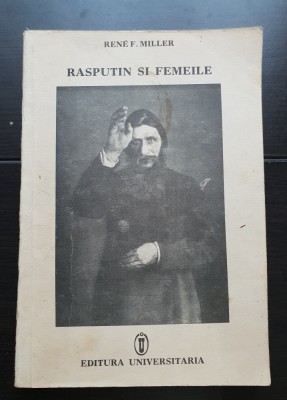 RENÉ F. MILLER
RASPUTIN SI FEMEILE
EDITURA UNIVERSITARIA